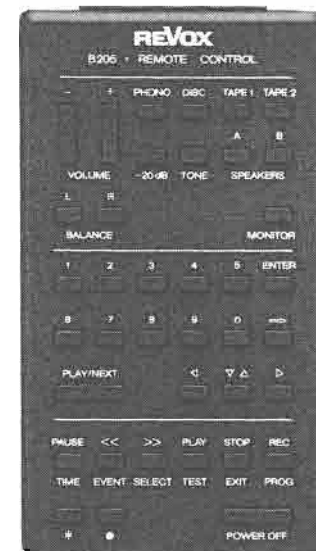 REVOX
B205 · REMOTE CONTROL
- + PHONO DISC TAPE 1 TAPE 2
A B
VOLUME -20dB TONE SPEAKERS
L R
BALANCE MONITOR
1 2 3 4 5 ENTER
6 7 8 9 0
PLAY/NEXT ◁ ▽ △ ▷
PAUSE << >> PLAY STOP REC
TIME EVENT SELECT TEST EXIT PROG
* ● POWER OFF